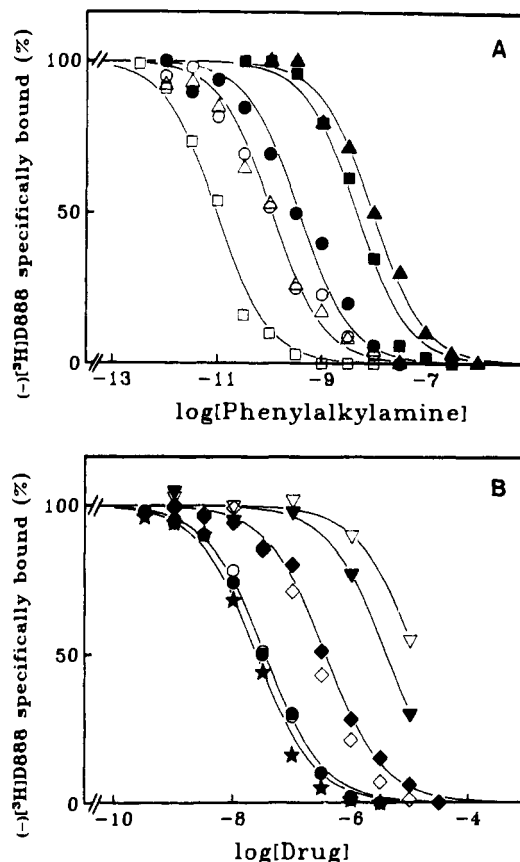 A
(-)[³H]D888 specifically bound (%)
100
50
0
-13
-11
-9
-7
log[Phenylalkylamine]
B
(-)[³H]D888 specifically bound (%)
100
50
0
-10
-8
-6
-4
log[Drug]